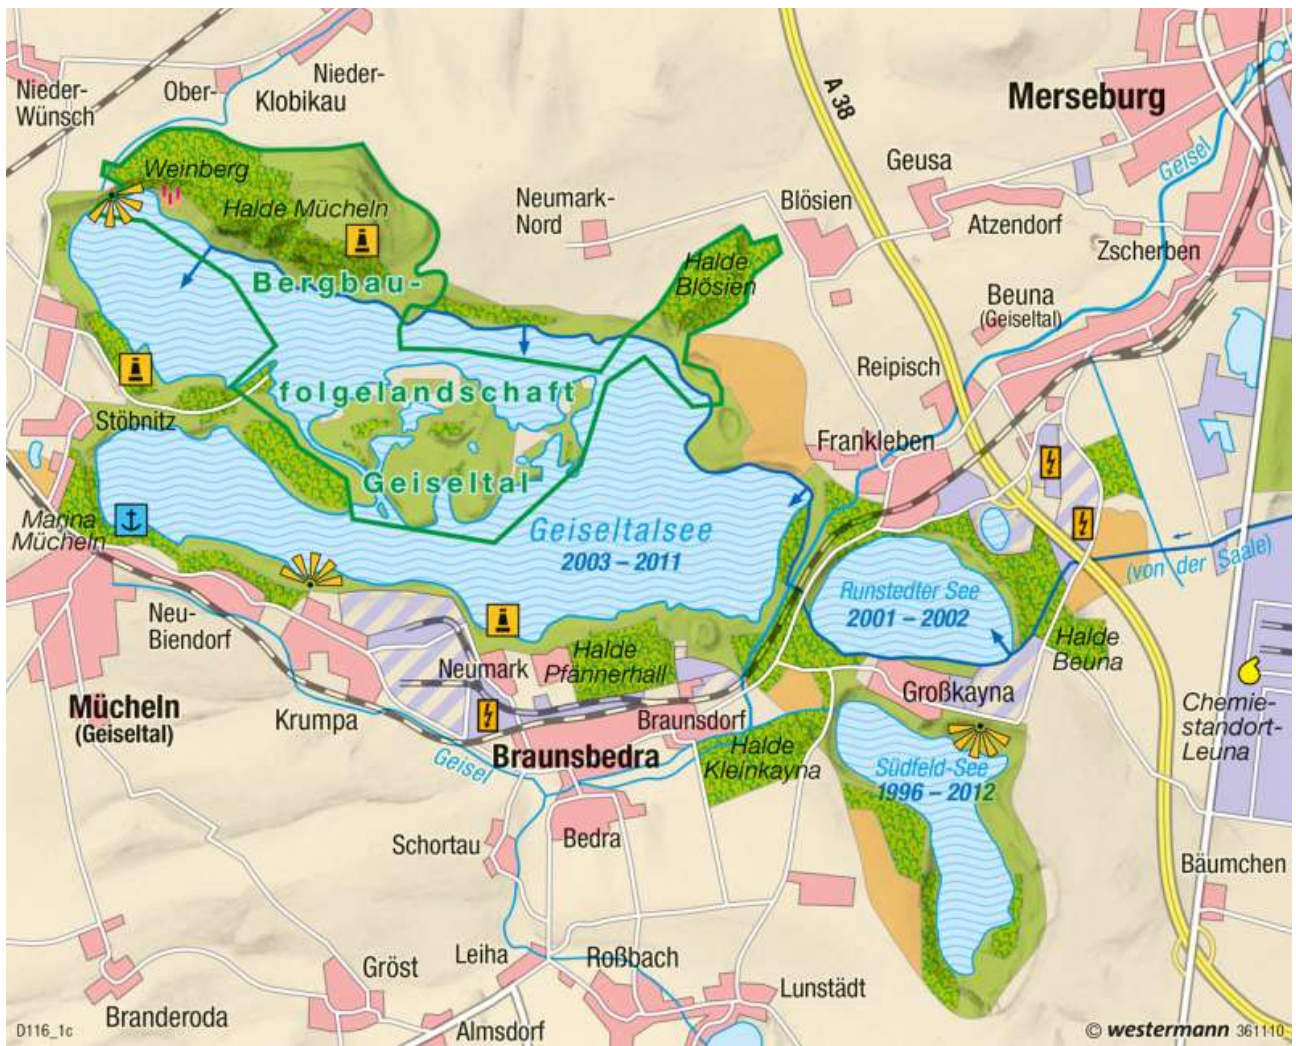 Nieder-
Wünsch
Ober-
Nieder-
Klobikau
A 38
Merseburg
Geisel
Weinberg
Halde Mücheln
Neumark-
Nord
Blösien
Geusa
Atzendorf
Zscherben
Halde
Blösien
Bergbau-
folgelandschaft
Geiseltal
Beuna
(Geiseltal)
Reipisch
Frankleben
Stöbnitz
Marina
Mücheln
Geiseltalsee
2003 – 2011
Runstedter See
2001 – 2002
(von der Saale)
Neu-
Biendorf
Neumark
Halde
Pfännerhall
Halde
Beuna
Großkayna
Mücheln
(Geiseltal)
Krumpa
Braunsdorf
Chemie-
standort-
Leuna
Geisel
Braunsbedra
Halde
Kleinkayna
Südfeld-See
1996 – 2012
Schortau
Bedra
Bäumchen
Leiha
Roßbach
Gröst
Lunstädt
Branderoda
Almsdorf
D116_1c
© westermann 361110